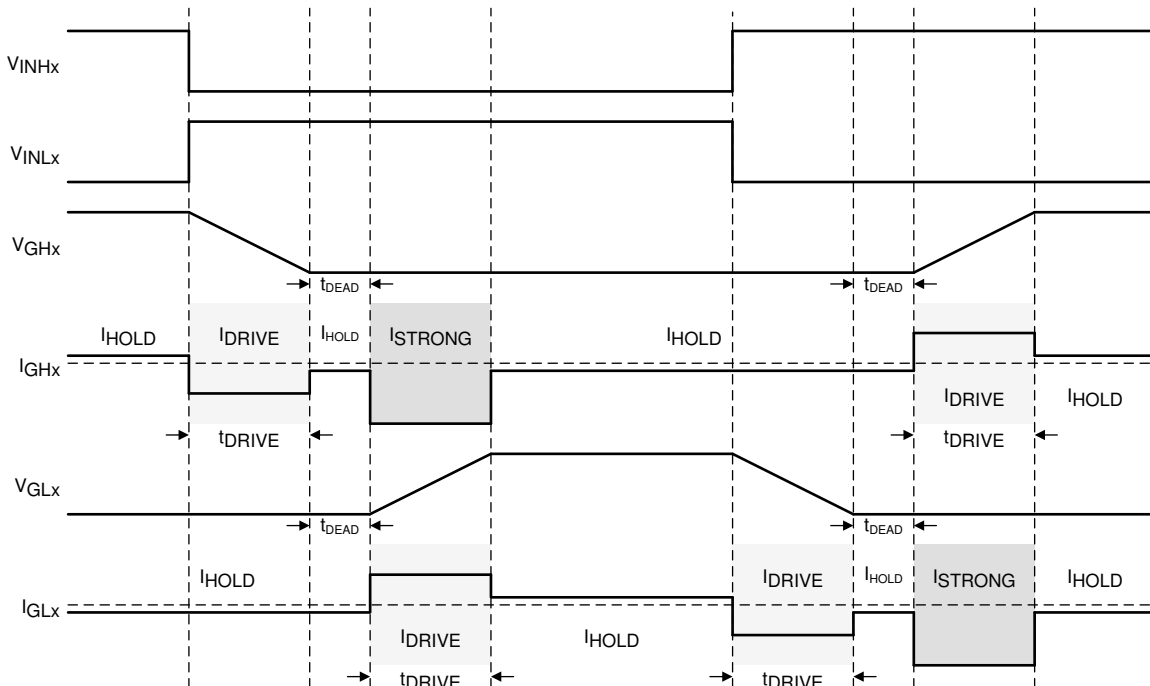 VINHx
VINLx
VGHx
tDEAD
tDEAD
IHOLD
IDRIVE
IHOLD
ISTRONG
IHOLD
IGHx
IDRIVE
IHOLD
tDRIVE
tDRIVE
VGLx
tDEAD
tDEAD
IHOLD
IDRIVE
IHOLD
ISTRONG
IHOLD
IGLx
IDRIVE
IHOLD
tDRIVE
tDRIVE